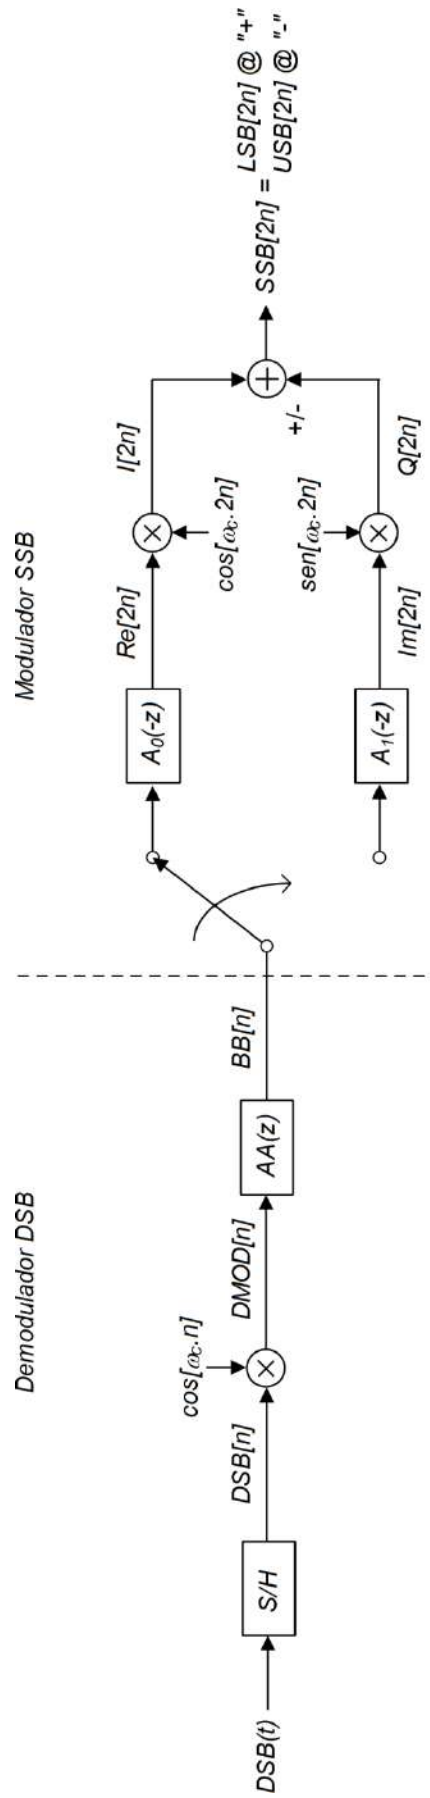 Demodulador DSB
Modulador SSB
DSB(t)
S/H
DSB[n]
cos[ωc.n]
×
DMOD[n]
AA(z)
BB[n]
A0(-z)
Re[2n]
×
cos[ωc.2n]
I[2n]
A1(-z)
Im[2n]
×
sen[ωc.2n]
Q[2n]
+
+/-
SSB[2n] =
LSB[2n] @ "+"
USB[2n] @ "-"